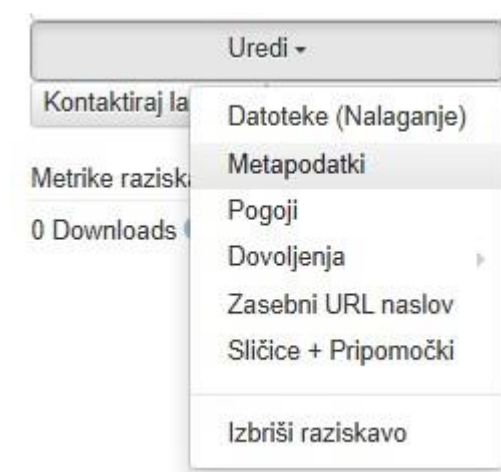 Uredi
Kontaktiraj la
Datoteke (Nalaganje)
Metapodatki
Metrike razisk
Pogoji
0 Downloads
Dovoljenja
Zasebni URL naslov
Sličice + Pripomočki
Izbriši raziskavo